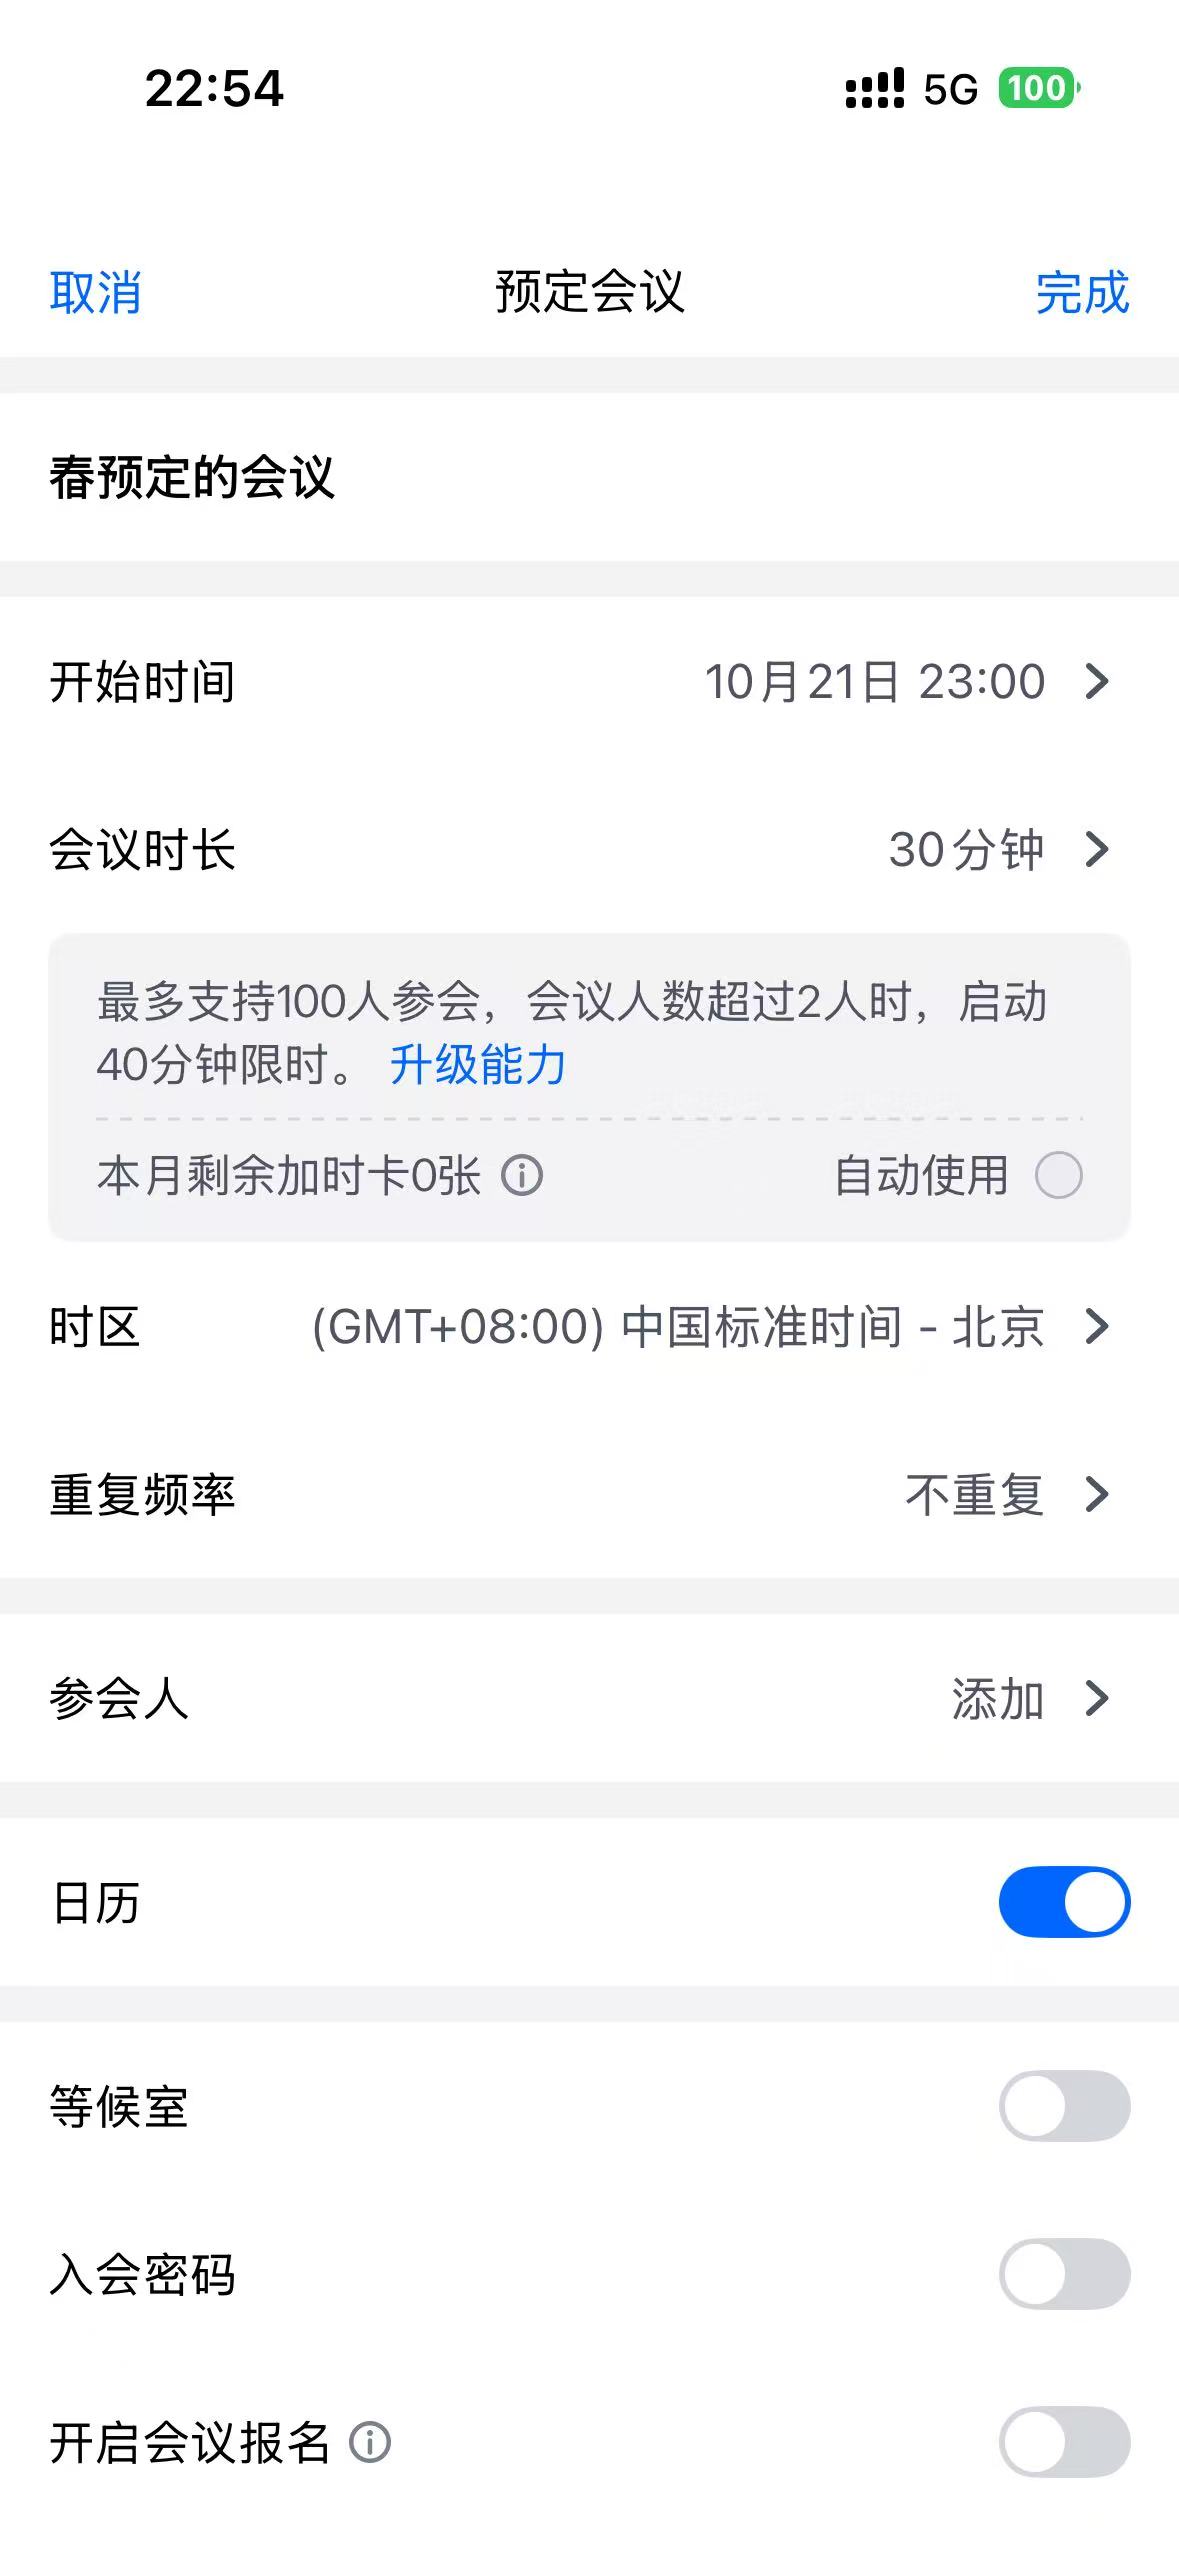 22:54 5G 100
取消 预定会议 完成
春预定的会议
开始时间 10月21日 23:00
会议时长 30分钟
最多支持100人参会，会议人数超过2人时，启动
40分钟限时。 升级能力
本月剩余加时卡0张 自动使用
时区 (GMT+08:00) 中国标准时间 - 北京
重复频率 不重复
参会人 添加
日历
等候室
入会密码
开启会议报名